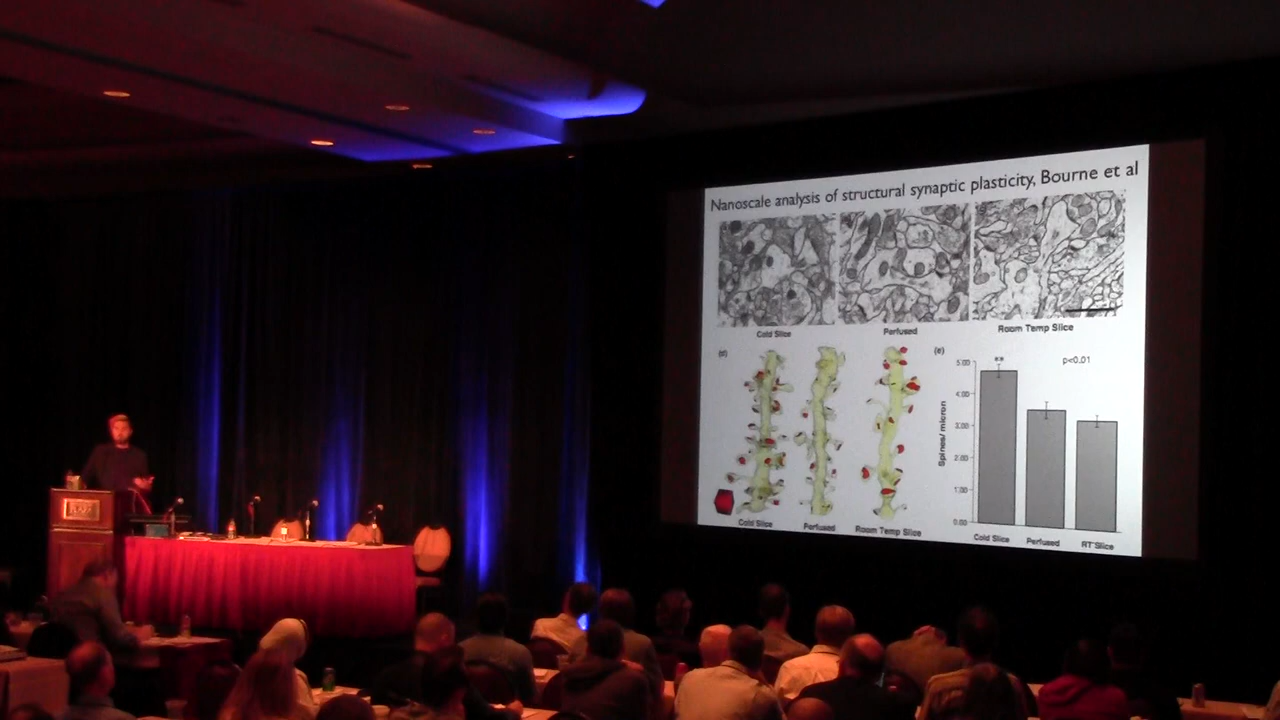 Nanoscale analysis of structural synaptic plasticity, Bourne et al
Cold Slice
Perfused
Room Temp Slice
(d)
Cold Slice
Perfused
Room Temp Slice
(e)
**
p<0.01
Spines/ micron
5.00
4.00
3.00
2.00
1.00
0.00
Cold Slice
Perfused
RT Slice